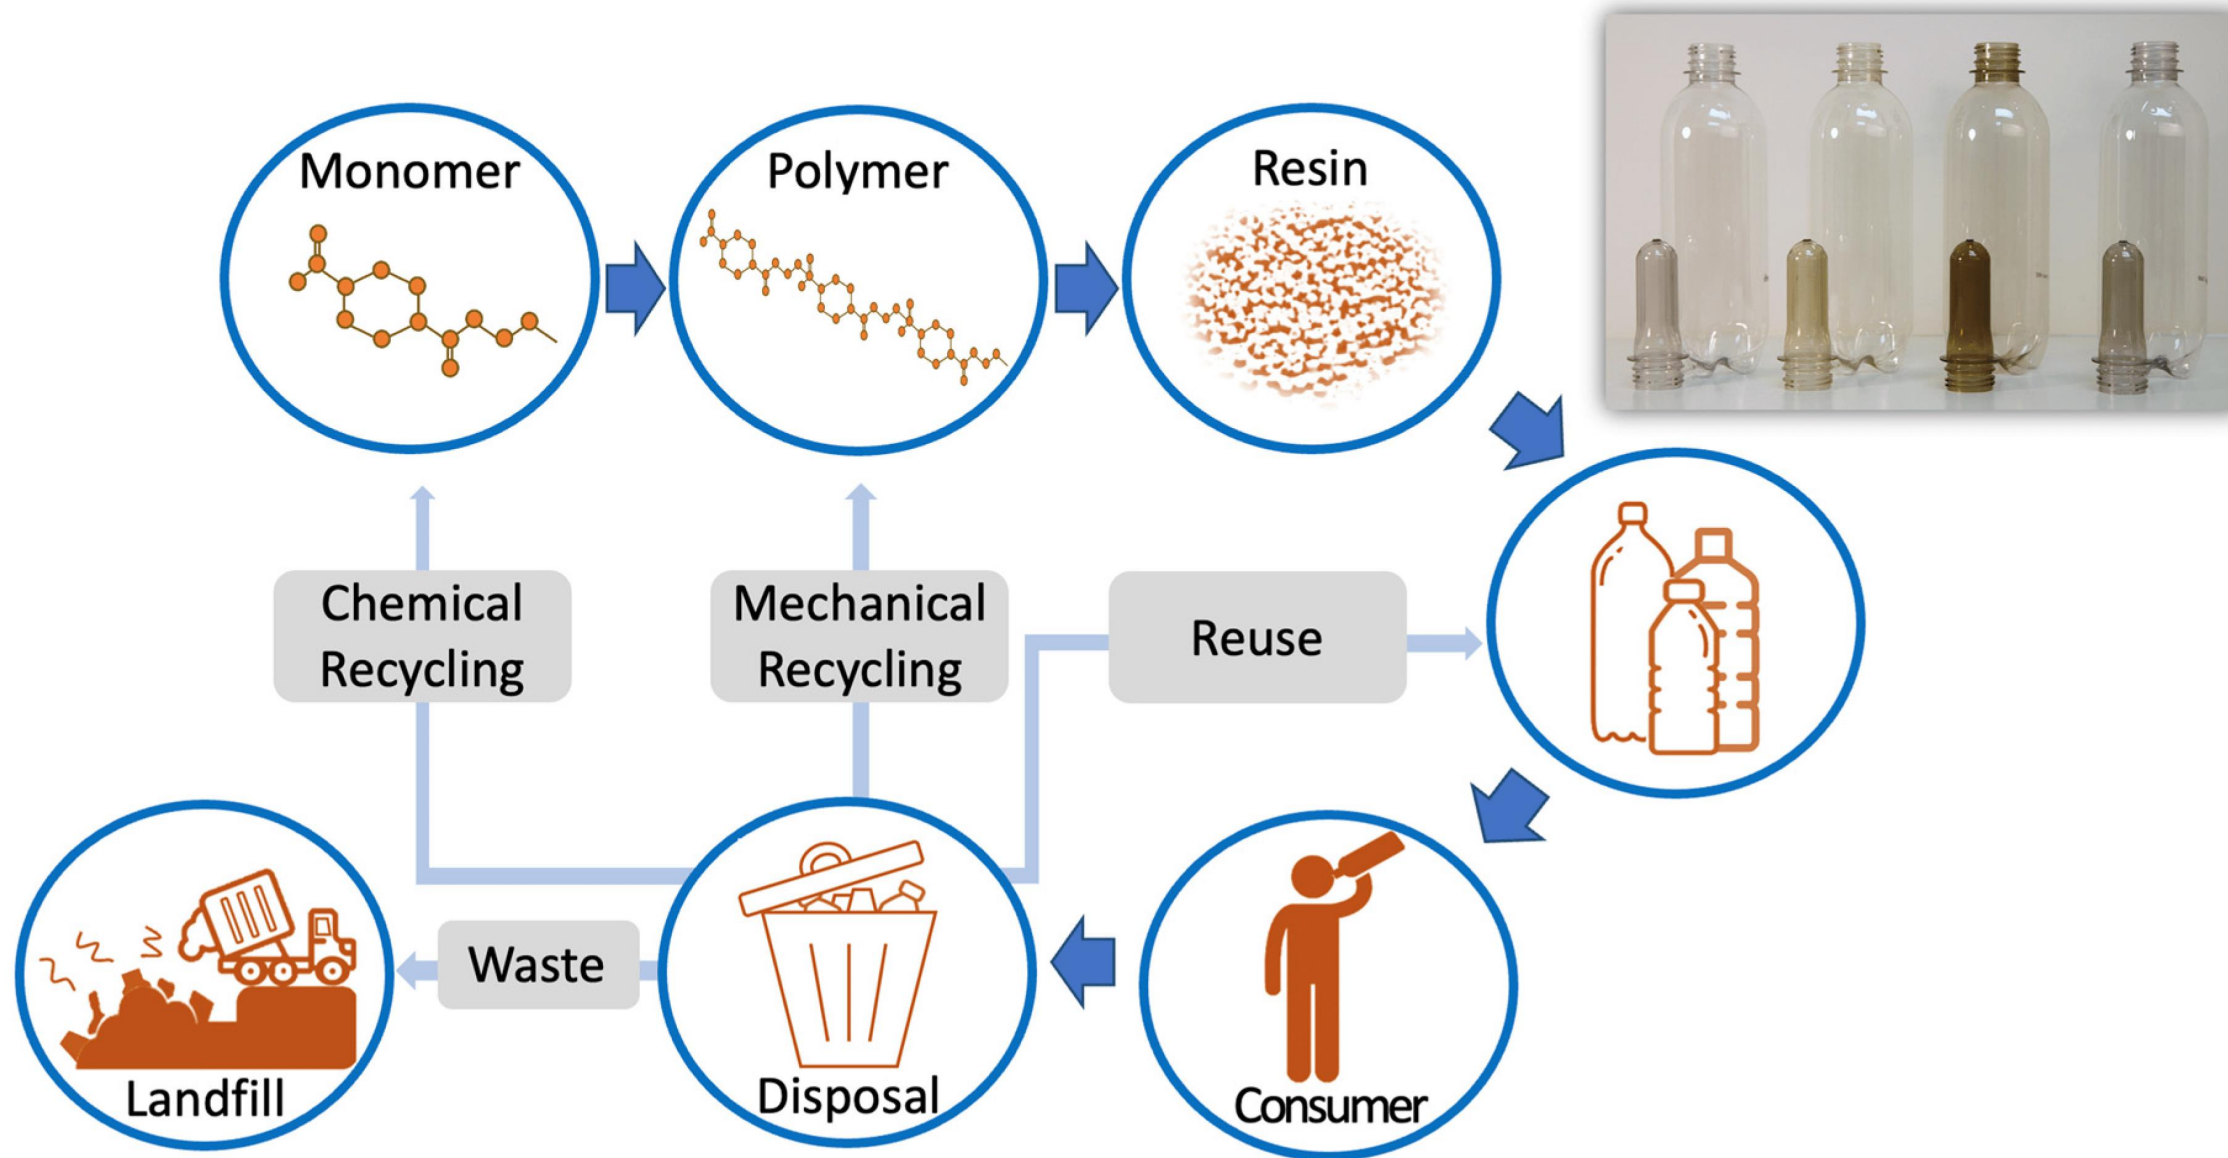 Monomer
Polymer
Resin
Chemical
Recycling
Mechanical
Recycling
Reuse
Waste
Landfill
Disposal
Consumer